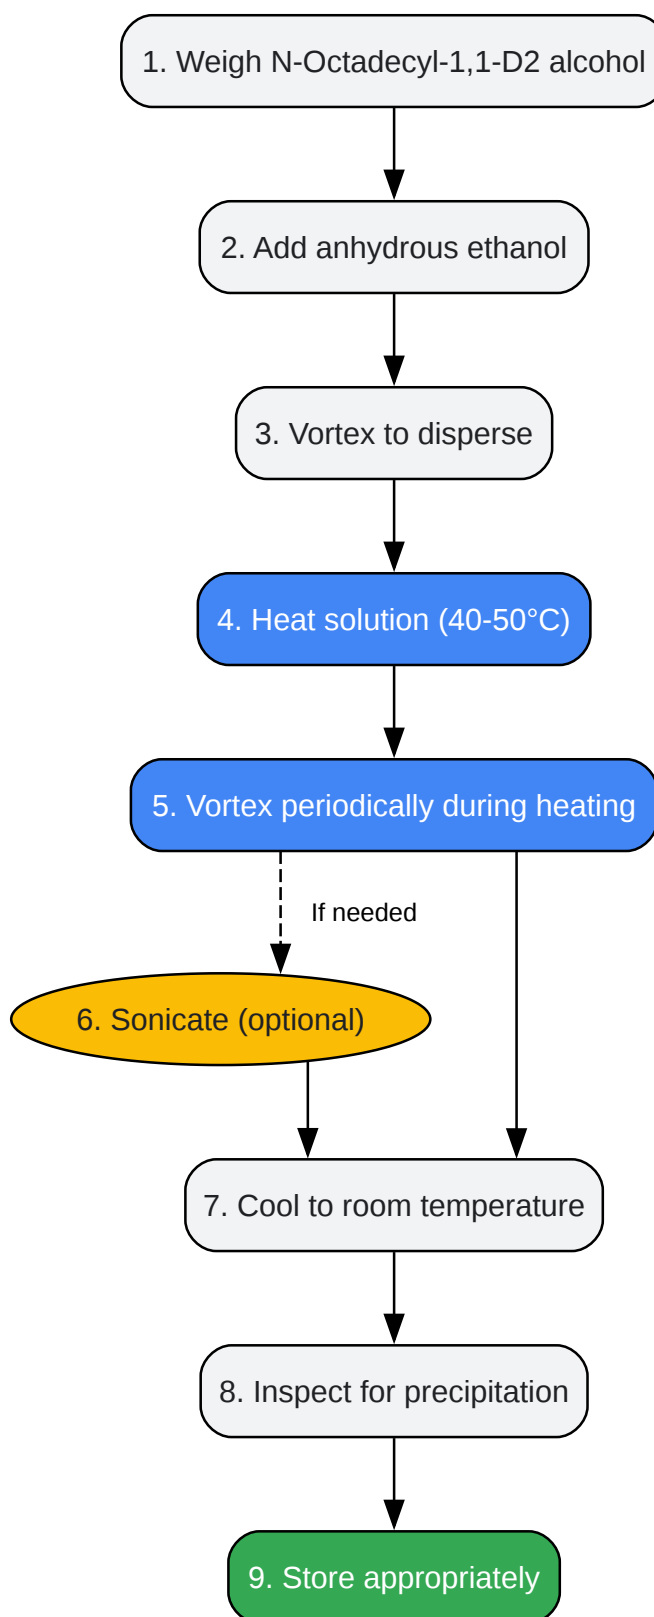 1. Weigh N-Octadecyl-1,1-D2 alcohol
2. Add anhydrous ethanol
3. Vortex to disperse
4. Heat solution (40-50°C)
5. Vortex periodically during heating
If needed
6. Sonicate (optional)
7. Cool to room temperature
8. Inspect for precipitation
9. Store appropriately